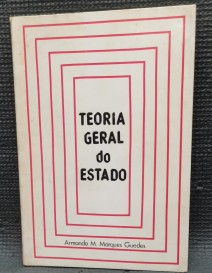 TEORIA
GERAL
do
ESTADO
Armando M. Marques Guedes